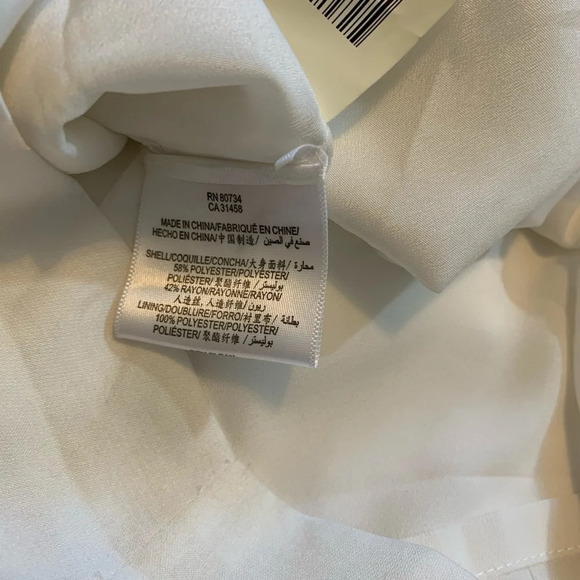 RN 80734
CA 31458
MADE IN CHINA/FABRIQUÉ EN CHINE/
HECHO EN CHINA/中国制造/ صنع في الصين
SHELL/COQUILLE/CONCHA/大身面料/ محارة
58% POLYESTER/POLYESTER/
POLIÉSTER/聚酯纤维/ بوليستر
42% RAYON/RAYONNE/RAYON/
人造丝, 人造纤维/ ريون
LINING/DOUBLURE/FORRO/衬里布/ بطانة
100% POLYESTER/POLYESTER/
POLIÉSTER/聚酯纤维/ بوليستر